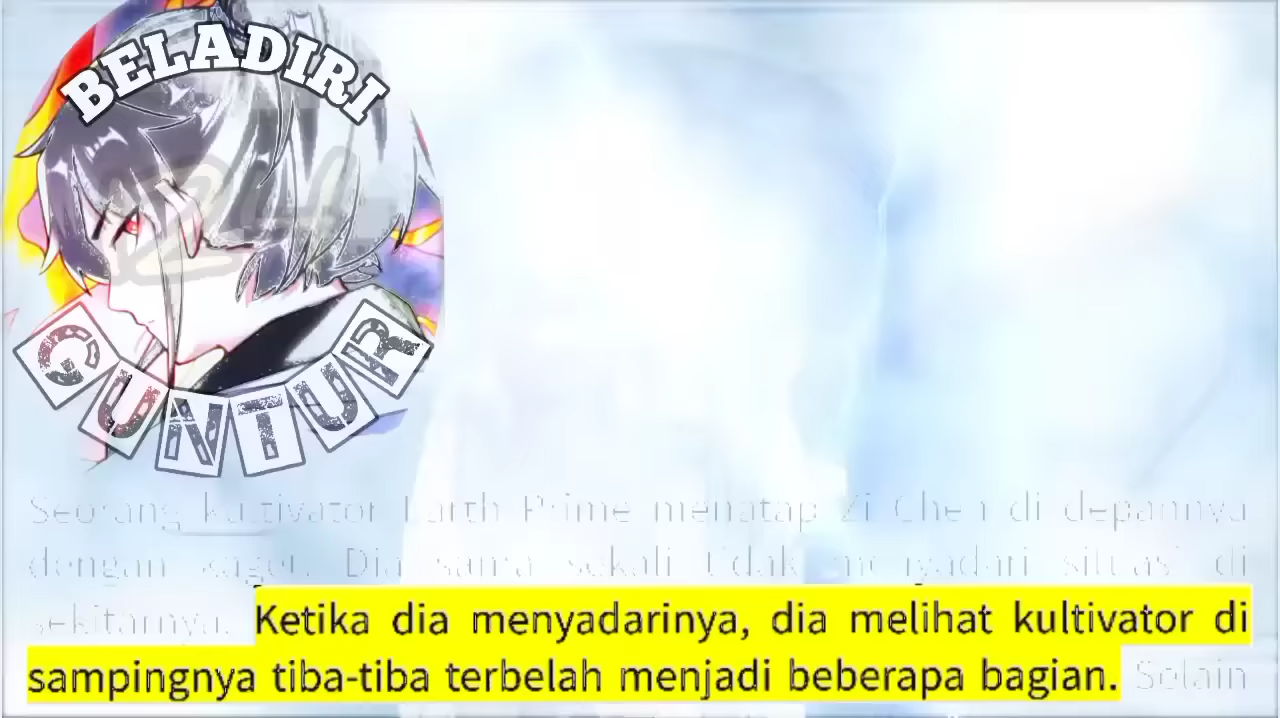 BELADIRI
GUNTUR
Seorang kultivator Earth Prime menatap Zi Chen di depannya
dengan kaget. Dia sama sekali tidak menyadari situasi di
sekitarnya. Ketika dia menyadarinya, dia melihat kultivator di
sampingnya tiba-tiba terbelah menjadi beberapa bagian. Selain